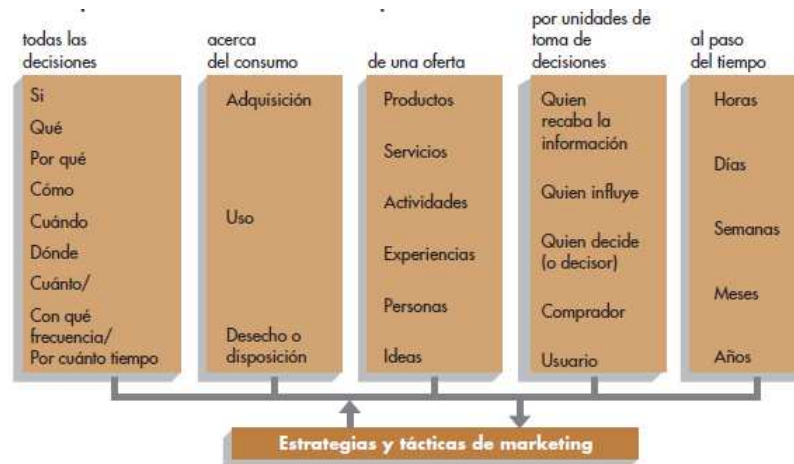 todas las
decisiones
Si
Qué
Por qué
Cómo
Cuándo
Dónde
Cuánto/
Con qué
frecuencia/
Por cuánto tiempo
acerca
del consumo
Adquisición
Uso
Desecho o
disposición
de una oferta
Productos
Servicios
Actividades
Experiencias
Personas
Ideas
por unidades de
toma de
decisiones
Quien
recaba la
información
Quien influye
Quien decide
(o decisor)
Comprador
Usuario
al paso
del tiempo
Horas
Días
Semanas
Meses
Años
Estrategias y tácticas de marketing